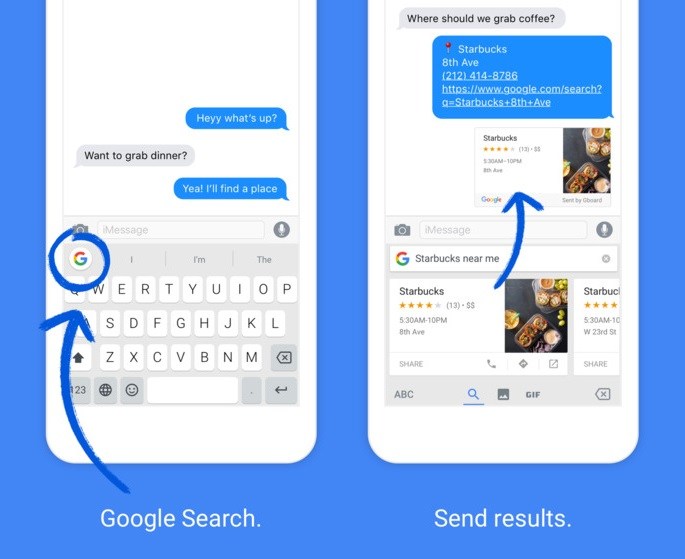 Heyy what's up?
Want to grab dinner?
Yea! I'll find a place
iMessage
G
I I'm The
Q W E R T Y U I O P
A S D F G H J K L
Z X C V B N M
123 .
Google Search.
Where should we grab coffee?
Starbucks
8th Ave
(212) 414-8786
https://www.google.com/search?
q=Starbucks+8th+Ave
Starbucks
(13) • $$
5:30AM–10PM
8th Ave
Google Sent by Gboard
iMessage
G Starbucks near me
Starbucks
(13) • $$
5:30AM-10PM
8th Ave
SHARE
Starbucl
5:30AM-10
W 23rd St
SHARE
ABC GIF
Send results.